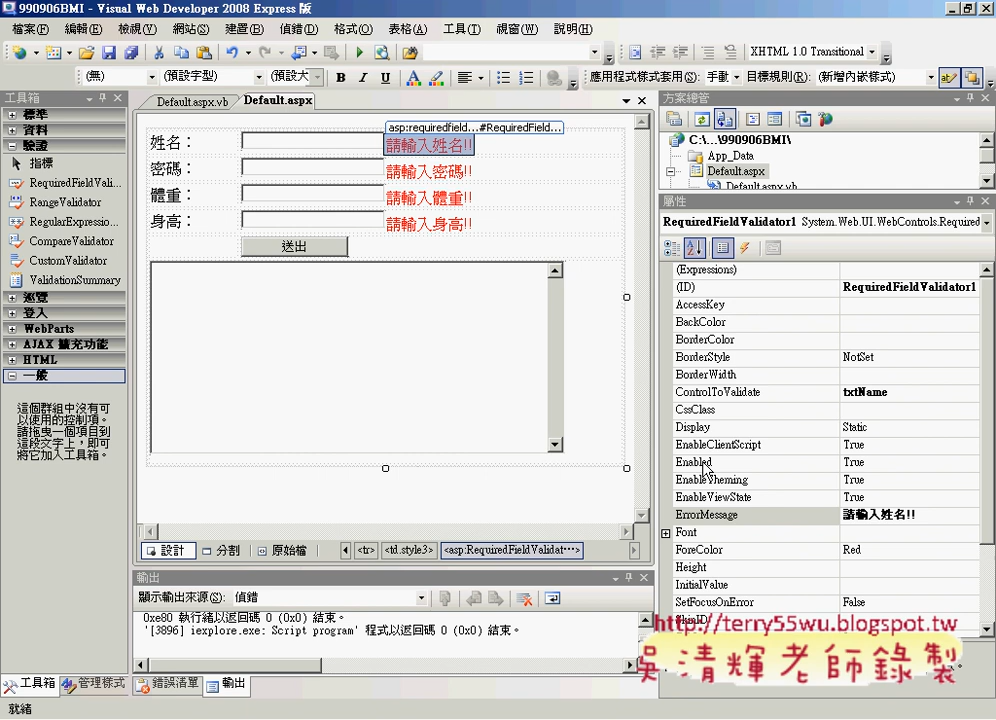 990906BMI - Visual Web Developer 2008 Express 版
檔案(F) 編輯(E) 檢視(V) 網站(S) 建置(B) 偵錯(D) 格式(O) 表格(A) 工具(T) 視窗(W) 說明(H)
XHTML 1.0 Transitional
(無) (預設字型) (預設大 B I U 應用程式樣式套用(S): 手動 目標規則(R): (新增內嵌樣式)
工具箱
標準
資料
驗證
指標
RequiredFieldVali...
RangeValidator
RegularExpressio...
CompareValidator
CustomValidator
ValidationSummary
巡覽
登入
WebParts
AJAX 擴充功能
HTML
一般
這個群組中沒有可
以使用的控制項。
請拖曳一個項目到
這段文字上,即可
將它加入工具箱。
工具箱 管理樣式
Default.aspx.vb Default.aspx
asp:requiredfield...#RequiredField...
姓名: 請輸入姓名!!
密碼: 請輸入密碼!!
體重: 請輸入體重!!
身高: 請輸入身高!!
送出
設計 分割 原始檔 <tr> <td.style3> <asp:RequiredFieldValidat...>
輸出
顯示輸出來源(S): 偵錯
0xe80 執行緒以返回碼 0 (0x0) 結束。
'[3896] iexplore.exe: Script program' 程式以返回碼 0 (0x0) 結束。
錯誤清單 輸出
方案總管
C:\...\990906BMI\
App_Data
Default.aspx
Default.aspx.vb
屬性
RequiredFieldValidator1 System.Web.UI.WebControls.Required
(Expressions)
(ID) RequiredFieldValidator1
AccessKey
BackColor
BorderColor
BorderStyle NotSet
BorderWidth
ControlToValidate txtName
CssClass
Display Static
EnableClientScript True
Enabled True
EnableTheming True
EnableViewState True
ErrorMessage 請輸入姓名!!
Font
ForeColor Red
Height
InitialValue
SetFocusOnError False
SkinID
http://terry55wu.blogspot.tw
吳清輝老師錄製
就緒